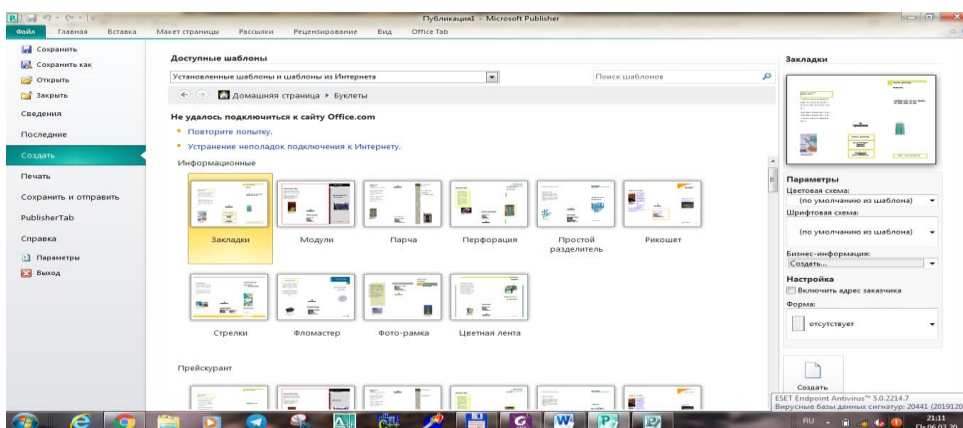 Публикация1 - Microsoft Publisher
Файл Главная Вставка Макет страницы Рассылки Рецензирование Вид Office Tab
Сохранить
Сохранить как
Открыть
Закрыть
Сведения
Последние
Создать
Печать
Сохранить и отправить
PublisherTab
Справка
Параметры
Выход
Доступные шаблоны
Установленные шаблоны и шаблоны из Интернета
Поиск шаблонов
Домашняя страница Буклеты
Не удалось подключиться к сайту Office.com
Повторите попытку.
Устранение неполадок подключения к Интернету.
Информационные
Закладки Модули Парча Перфорация Простой разделитель Рикошет
Стрелки Фломастер Фото-рамка Цветная лента
Прейскурант
Закладки
Параметры
Цветовая схема:
(по умолчанию из шаблона)
Шрифтовая схема:
(по умолчанию из шаблона)
Бизнес-информация:
Создать...
Настройка
Включить адрес заказчика
Форма:
отсутствует
Создать
ESET Endpoint Antivirus™ 5.0.2214.7
Вирусные базы данных сигнатур: 20441 (2019120
RU
21:11
Пт 06.03.20